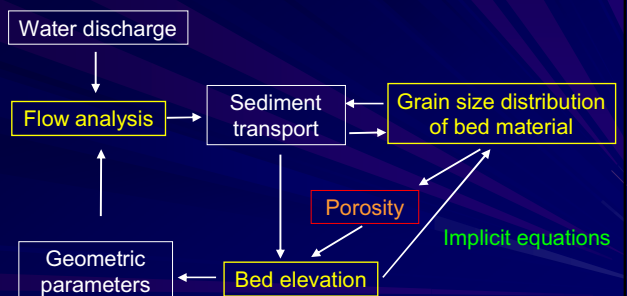 Water discharge
Flow analysis
Sediment
transport
Grain size distribution
of bed material
Porosity
Implicit equations
Geometric
parameters
Bed elevation